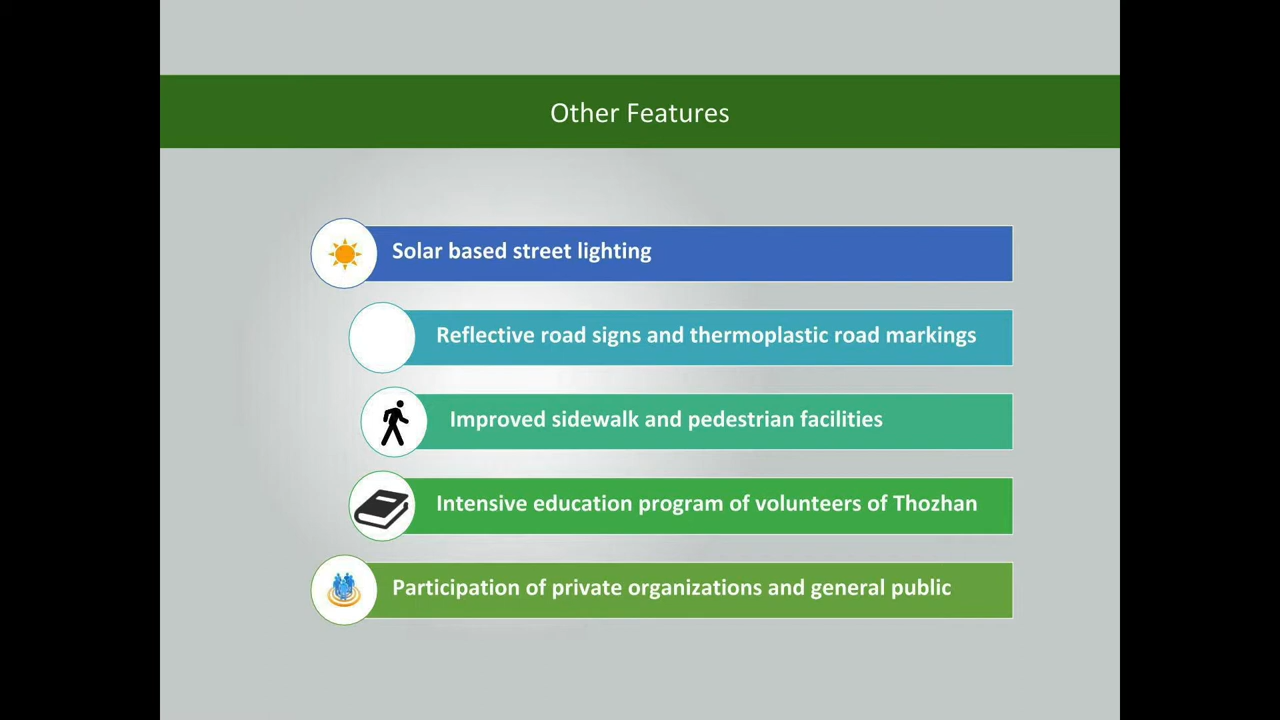 Other Features
Solar based street lighting
Reflective road signs and thermoplastic road markings
Improved sidewalk and pedestrian facilities
Intensive education program of volunteers of Thozhan
Participation of private organizations and general public